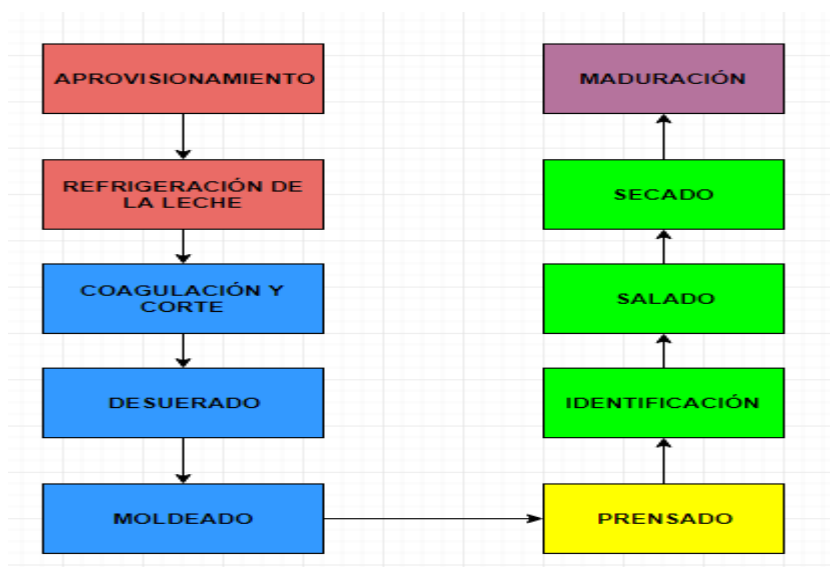 APROVISIONAMIENTO
REFRIGERACIÓN DE
LA LECHE
COAGULACIÓN Y
CORTE
DESUERADO
MOLDEADO
PRENSADO
IDENTIFICACIÓN
SALADO
SECADO
MADURACIÓN